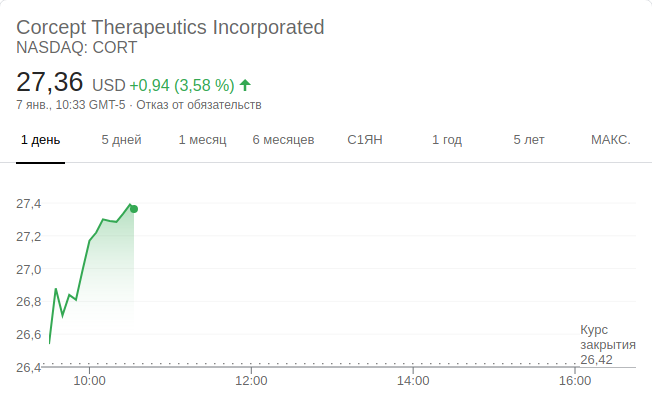 Corcept Therapeutics Incorporated
NASDAQ: CORT
27,36 USD +0,94 (3,58 %)
7 янв., 10:33 GMT-5 · Отказ от обязательств
1 день 5 дней 1 месяц 6 месяцев С1ЯН 1 год 5 лет МАКС.
27,4
27,2
27,0
26,8
26,6
26,4
Курс
закрытия
26,42
10:00 12:00 14:00 16:00